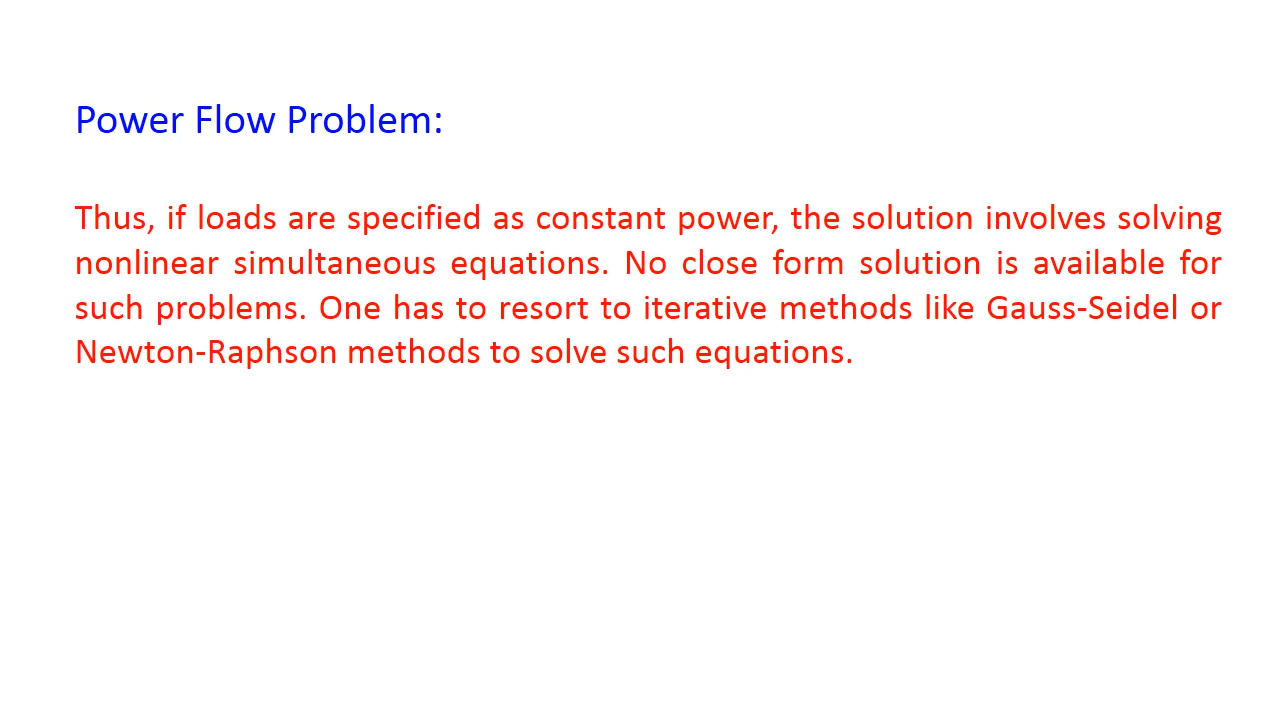 Power Flow Problem:
Thus, if loads are specified as constant power, the solution involves solving
nonlinear simultaneous equations. No close form solution is available for
such problems. One has to resort to iterative methods like Gauss-Seidel or
Newton-Raphson methods to solve such equations.